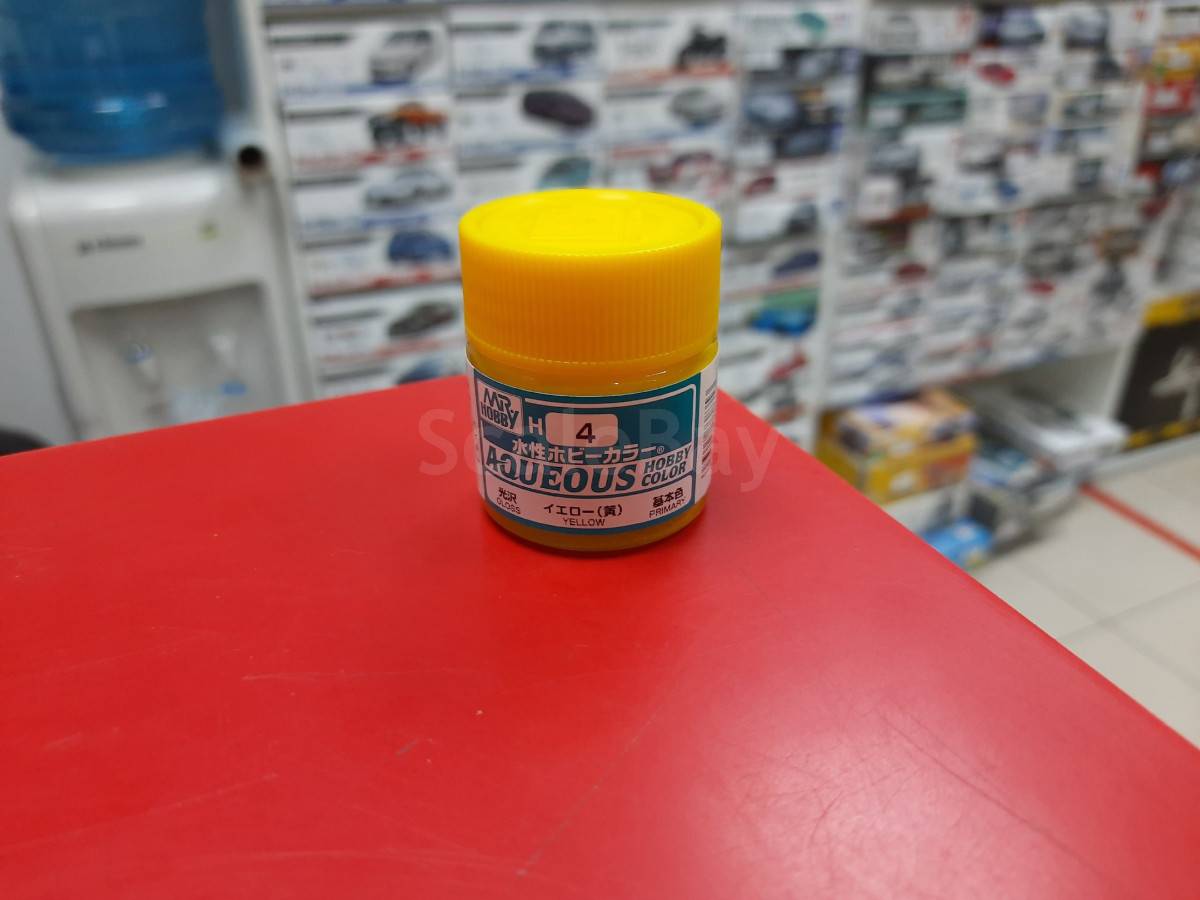 MR HOBBY
H 4
水性ホビーカラー®
AQUEOUS HOBBY COLOR
光沢 イエロー(黄) 基本色
GLOSS YELLOW PRIMARY